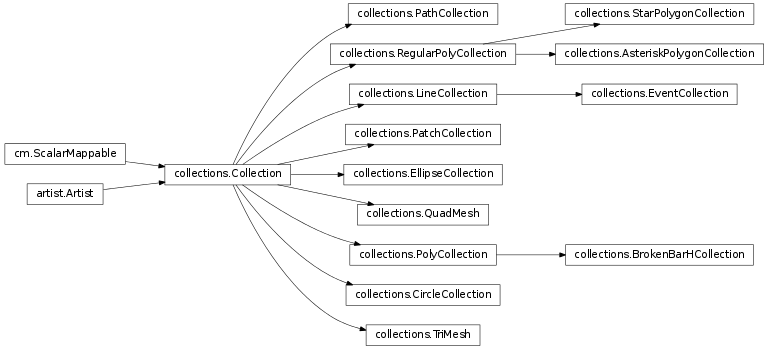 collections.PathCollection
collections.StarPolygonCollection
collections.RegularPolyCollection
collections.AsteriskPolygonCollection
collections.LineCollection
collections.EventCollection
collections.PatchCollection
cm.ScalarMappable
collections.Collection
collections.EllipseCollection
artist.Artist
collections.QuadMesh
collections.PolyCollection
collections.BrokenBarHCollection
collections.CircleCollection
collections.TriMesh